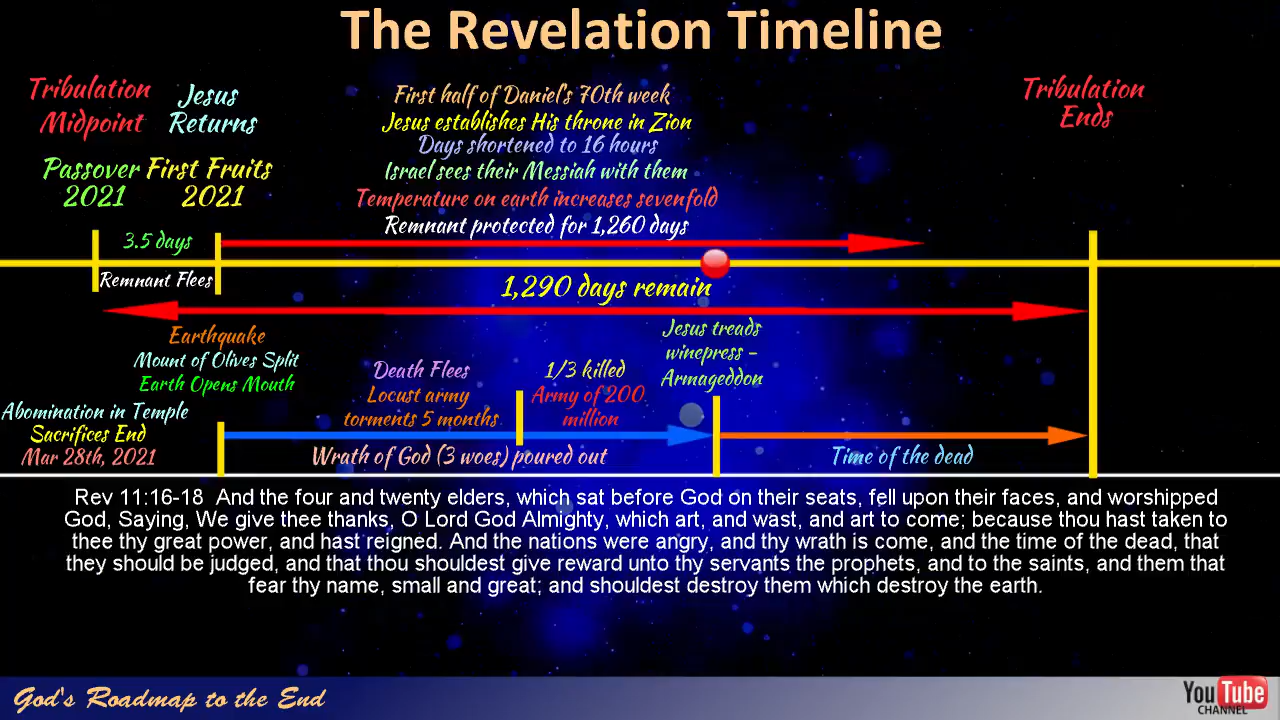 The Revelation Timeline
Tribulation
Midpoint
Jesus
Returns
First half of Daniel's 70th week
Jesus establishes His throne in Zion
Days shortened to 16 hours
Israel sees their Messiah with them
Temperature on earth increases sevenfold
Remnant protected for 1,260 days
Tribulation
Ends
Passover
2021
First Fruits
2021
3.5 days
Remnant Flees
1,290 days remain
Earthquake
Mount of Olives Split
Earth Opens Mouth
Abomination in Temple
Sacrifices End
Mar 28th, 2021
Death Flees
Locust army
torments 5 months
1/3 killed
Army of 200
million
Jesus treads
winepress -
Armageddon
Wrath of God (3 woes) poured out
Time of the dead
Rev 11:16-18 And the four and twenty elders, which sat before God on their seats, fell upon their faces, and worshipped
God, Saying, We give thee thanks, O Lord God Almighty, which art, and wast, and art to come; because thou hast taken to
thee thy great power, and hast reigned. And the nations were angry, and thy wrath is come, and the time of the dead, that
they should be judged, and that thou shouldest give reward unto thy servants the prophets, and to the saints, and them that
fear thy name, small and great; and shouldest destroy them which destroy the earth.
God's Roadmap to the End
YouTube
CHANNEL